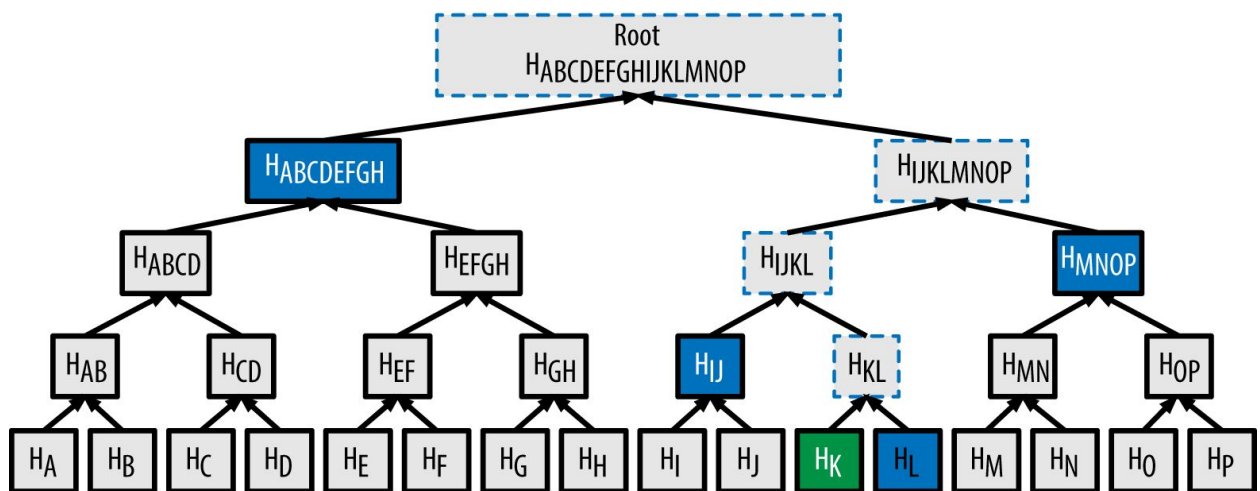 Root
HABCDEFGHIJKLMNOP
HABCDEFGH
HIJKLMNOP
HABCD
HEFGH
HIJKL
HMNOP
HAB
HCD
HEF
HGH
HIJ
HKL
HMN
HOP
HA
HB
HC
HD
HE
HF
HG
HH
HI
HJ
HK
HL
HM
HN
HO
HP